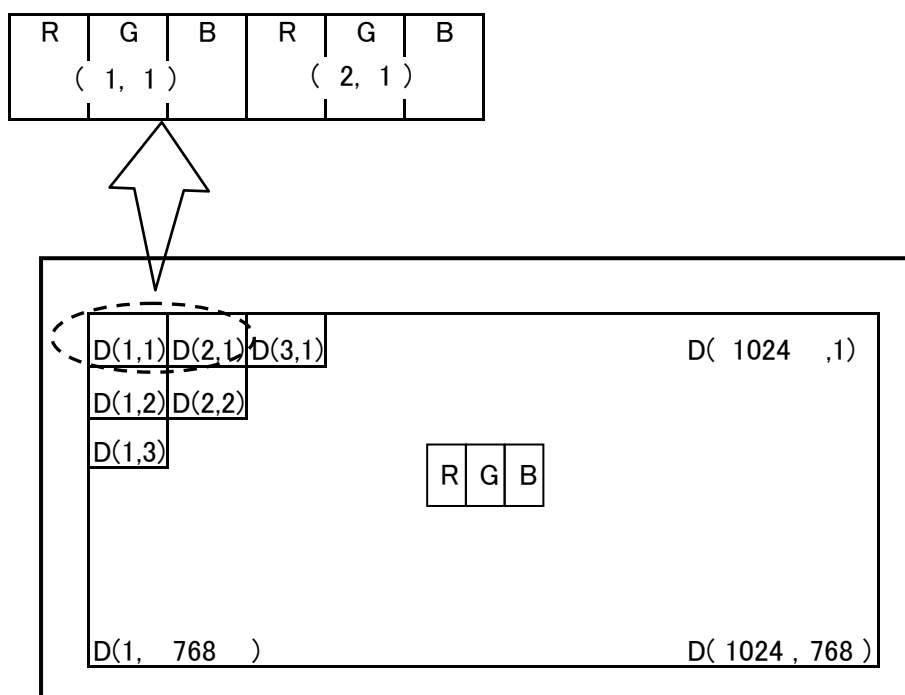 R G B R G B
( 1, 1 ) ( 2, 1 )
D(1,1) D(2,1) D(3,1) D( 1024 ,1)
D(1,2) D(2,2)
D(1,3)
R G B
D(1, 768 ) D( 1024 , 768 )